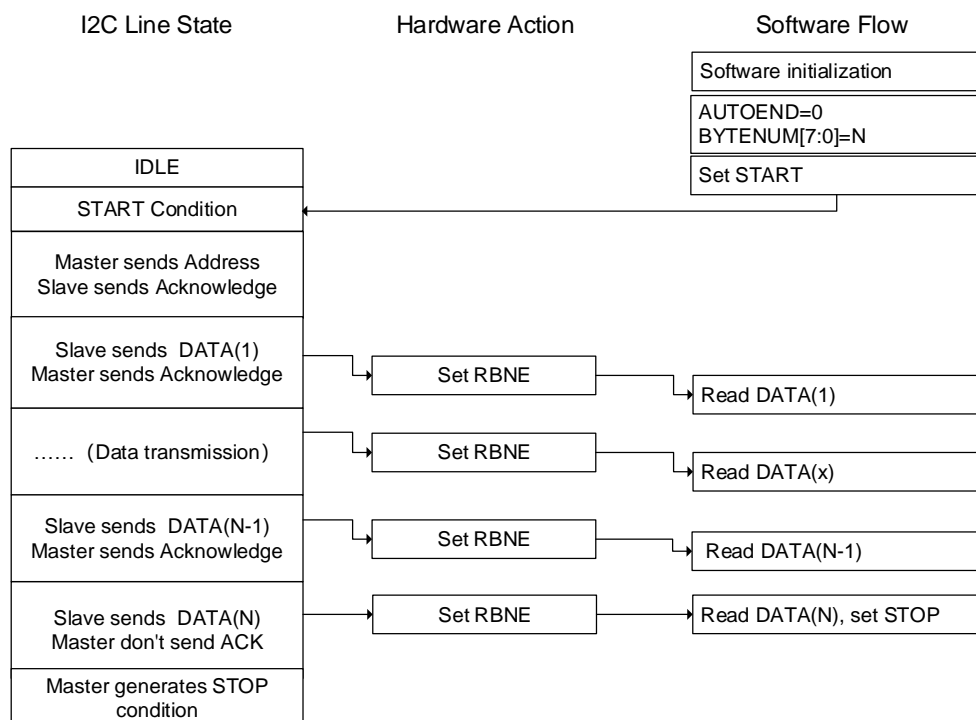 I2C Line State
Hardware Action
Software Flow
Software initialization
AUTOEND=0
BYTENUM[7:0]=N
Set START
IDLE
START Condition
Master sends Address
Slave sends Acknowledge
Slave sends DATA(1)
Master sends Acknowledge
Set RBNE
Read DATA(1)
…… (Data transmission)
Set RBNE
Read DATA(x)
Slave sends DATA(N-1)
Master sends Acknowledge
Set RBNE
Read DATA(N-1)
Slave sends DATA(N)
Master don't send ACK
Set RBNE
Read DATA(N), set STOP
Master generates STOP
condition